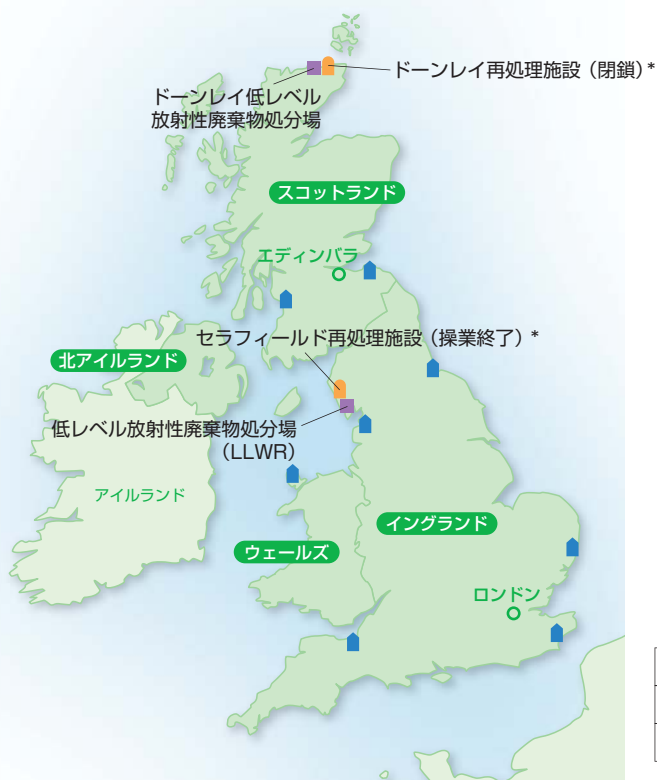 ドーンレイ再処理施設（閉鎖）*
ドーンレイ低レベル
放射性廃棄物処分場
スコットランド
エディンバラ
セラフィールド再処理施設（操業終了）*
北アイルランド
低レベル放射性廃棄物処分場
（LLWR）
アイルランド
イングランド
ウェールズ
ロンドン